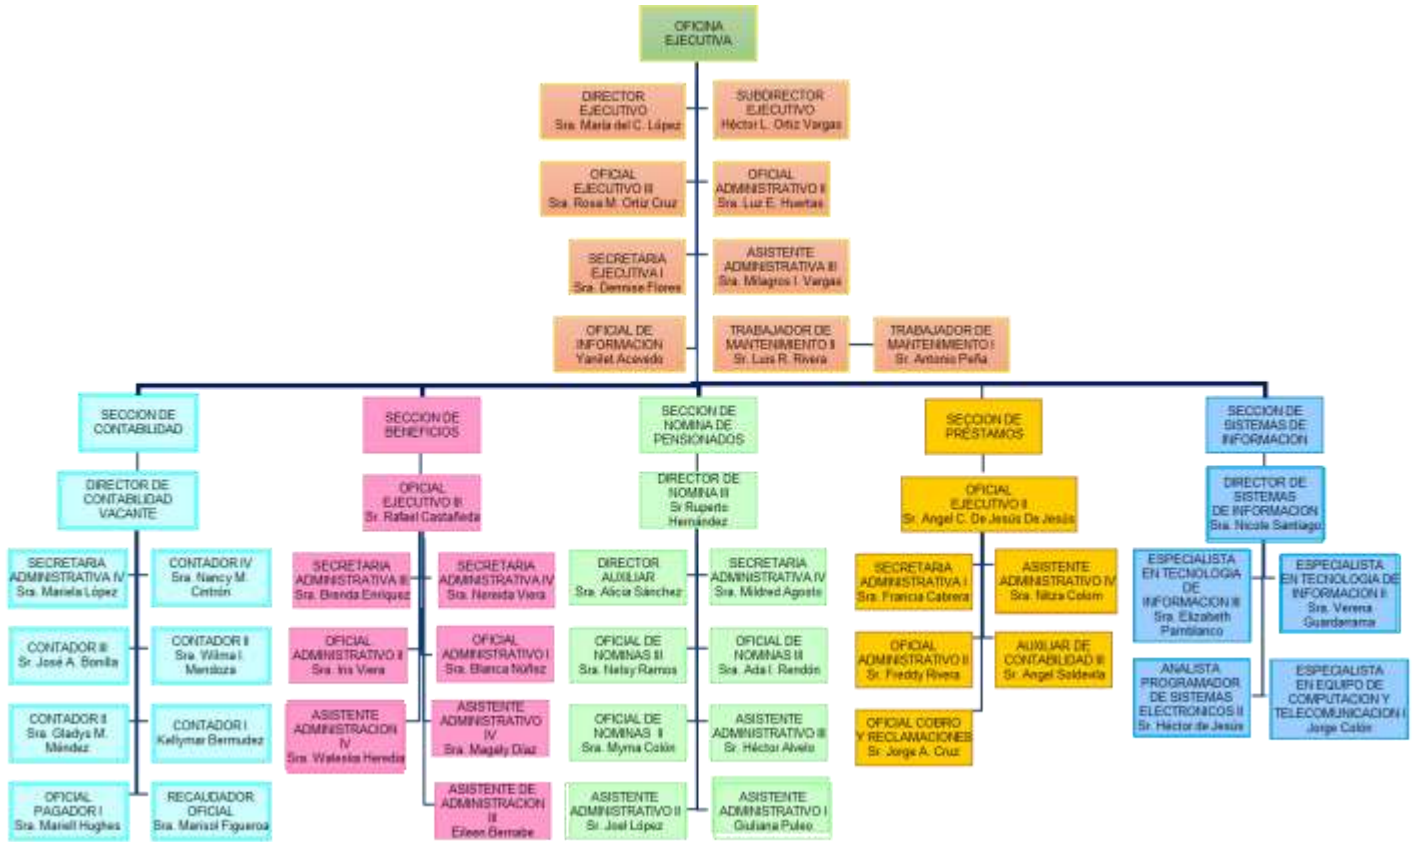 OFICINA
EJECUTIVA
DIRECTOR
EJECUTIVO
Sra. María del C. López
SUBDIRECTOR
EJECUTIVO
Héctor L. Ortiz Vargas
OFICIAL
EJECUTIVO III
Sra. Rosa M. Ortiz Cruz
OFICIAL
ADMINISTRATIVO II
Sra. Luz E. Huertas
SECRETARIA
EJECUTIVA I
Sra. Dennise Flores
ASISTENTE
ADMINISTRATIVA III
Sra. Milagros I. Vargas
OFICIAL DE
INFORMACION
Yanilet Acevedo
TRABAJADOR DE
MANTENIMIENTO II
Sr. Luis R. Rivera
TRABAJADOR DE
MANTENIMIENTO I
Sr. Antonio Peña
SECCION DE
CONTABILIDAD
DIRECTOR DE
CONTABILIDAD
VACANTE
SECRETARIA
ADMINISTRATIVA IV
Sra. Mariela López
CONTADOR IV
Sra. Nancy M.
Cintrón
CONTADOR III
Sr. José A. Bonilla
CONTADOR II
Sra. Wilma I.
Mendoza
CONTADOR II
Sra. Gladys M.
Méndez
CONTADOR I
Kellymar Bermudez
OFICIAL
PAGADOR I
Sra. Mariell Hughes
RECAUDADOR
OFICIAL
Sra. Marisol Figueroa
SECCION DE
BENEFICIOS
OFICIAL
EJECUTIVO III
Sr. Rafael Castañeda
SECRETARIA
ADMINISTRATIVA III
Sra. Brenda Enriquez
SECRETARIA
ADMINISTRATIVA IV
Sra. Nereida Viera
OFICIAL
ADMINISTRATIVO II
Sra. Iris Viera
OFICIAL
ADMINISTRATIVO I
Sra. Blanca Núñez
ASISTENTE
ADMINISTRACION
IV
Sra. Waleska Heredia
ASISTENTE
ADMINISTRATIVO
IV
Sra. Magaly Díaz
ASISTENTE DE
ADMINISTRACION
III
Eileen Bernabe
SECCION DE
NOMINA DE
PENSIONADOS
DIRECTOR DE
NOMINA III
Sr Ruperto
Hernández
DIRECTOR
AUXILIAR
Sra. Alicia Sánchez
SECRETARIA
ADMINISTRATIVA IV
Sra. Mildred Agosto
OFICIAL DE
NOMINAS III
Sra. Nelsy Ramos
OFICIAL DE
NOMINAS III
Sra. Ada I. Rendón
OFICIAL DE
NOMINAS II
Sra. Myrna Colón
ASISTENTE
ADMINISTRATIVO III
Sr. Héctor Alvelo
ASISTENTE
ADMINISTRATIVO II
Sr. Joel López
ASISTENTE
ADMINISTRATIVO I
Giuliana Puleo
SECCION DE
PRÉSTAMOS
OFICIAL
EJECUTIVO II
Sr. Angel C. De Jesús De Jesús
SECRETARIA
ADMINISTRATIVA I
Sra. Francia Cabrera
ASISTENTE
ADMINISTRATIVO IV
Sra. Nitza Colom
OFICIAL
ADMINISTRATIVO II
Sr. Freddy Rivera
AUXILIAR DE
CONTABILIDAD III
Sr. Angel Soldevila
OFICIAL COBRO
Y RECLAMACIONES
Sr. Jorge A. Cruz
SECCION DE
SISTEMAS DE
INFORMACION
DIRECTOR DE
SISTEMAS
DE INFORMACION
Sra. Nicole Santiago
ESPECIALISTA
EN TECNOLOGIA
DE
INFORMACION III
Sra. Elizabeth
Pamblanco
ESPECIALISTA
EN TECNOLOGIA DE
INFORMACION II
Sra. Verena
Guardarrama
ANALISTA
PROGRAMADOR
DE SISTEMAS
ELECTRONICOS II
Sr. Héctor de Jesús
ESPECIALISTA
EN EQUIPO DE
COMPUTACION Y
TELECOMUNICACION I
Jorge Colón